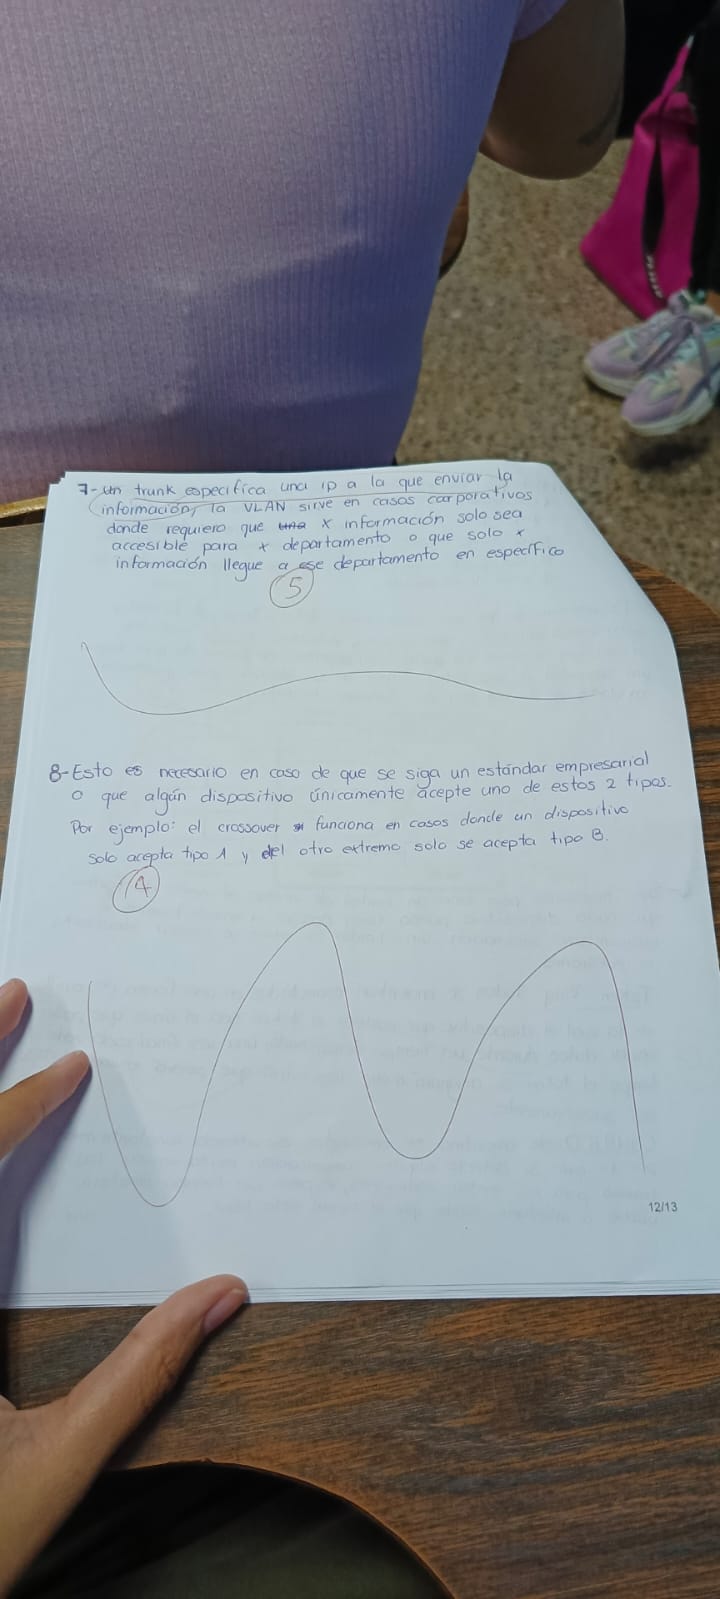 7-Un trunk especifica una IP a la que enviar la
información, la VLAN sirve en casos corporativos
donde requiero que una x información solo sea
accesible para x departamento o que solo x
información llegue a ese departamento en específico
5
8-Esto es necesario en caso de que se siga un estándar empresarial
o que algún dispositivo únicamente acepte uno de estos 2 tipos.
Por ejemplo: el crossover funciona en casos donde un dispositivo
solo acepta tipo A y del otro extremo solo se acepta tipo B.
14
12/13